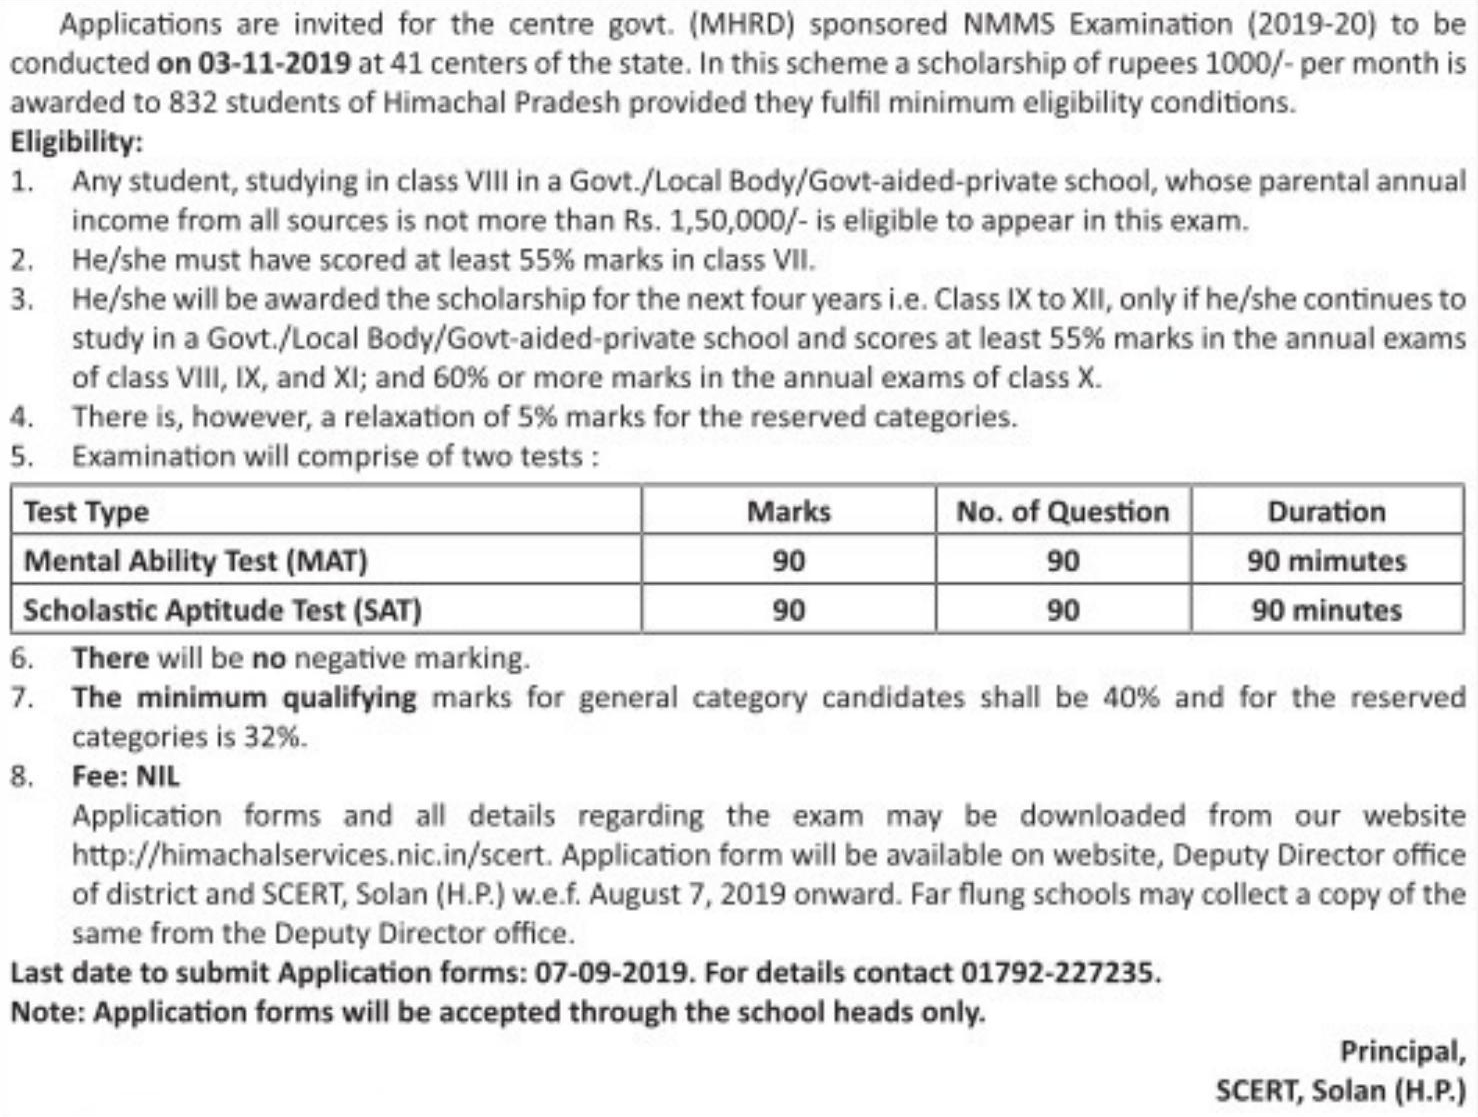 Applications are invited for the centre govt. (MHRD) sponsored NMMS Examination (2019-20) to be
conducted on 03-11-2019 at 41 centers of the state. In this scheme a scholarship of rupees 1000/- per month is
awarded to 832 students of Himachal Pradesh provided they fulfil minimum eligibility conditions.
Eligibility:
1. Any student, studying in class VIII in a Govt./Local Body/Govt-aided-private school, whose parental annual
income from all sources is not more than Rs. 1,50,000/- is eligible to appear in this exam.
2. He/she must have scored at least 55% marks in class VII.
3. He/she will be awarded the scholarship for the next four years i.e. Class IX to XII, only if he/she continues to
study in a Govt./Local Body/Govt-aided-private school and scores at least 55% marks in the annual exams
of class VIII, IX, and XI; and 60% or more marks in the annual exams of class X.
4. There is, however, a relaxation of 5% marks for the reserved categories.
5. Examination will comprise of two tests :
Test Type Marks No. of Question Duration
Mental Ability Test (MAT) 90 90 90 mimutes
Scholastic Aptitude Test (SAT) 90 90 90 minutes
6. There will be no negative marking.
7. The minimum qualifying marks for general category candidates shall be 40% and for the reserved
categories is 32%.
8. Fee: NIL
Application forms and all details regarding the exam may be downloaded from our website
http://himachalservices.nic.in/scert. Application form will be available on website, Deputy Director office
of district and SCERT, Solan (H.P.) w.e.f. August 7, 2019 onward. Far flung schools may collect a copy of the
same from the Deputy Director office.
Last date to submit Application forms: 07-09-2019. For details contact 01792-227235.
Note: Application forms will be accepted through the school heads only.
Principal,
SCERT, Solan (H.P.)